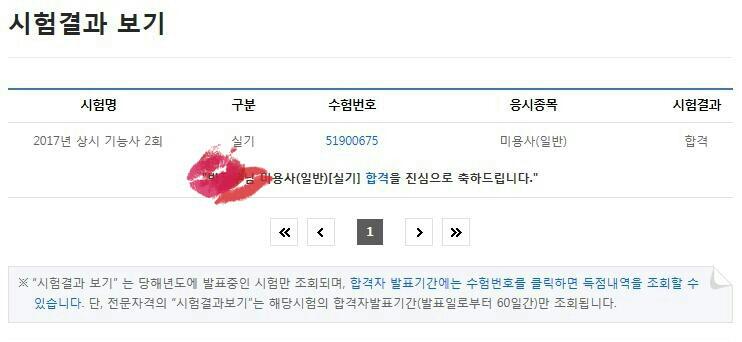 시험결과 보기
시험명 구분 수험번호 응시종목 시험결과
2017년 상시 기능사 2회 실기 51900675 미용사(일반) 합격
님 미용사(일반)[실기] 합격을 진심으로 축하드립니다."
1
※ “시험결과 보기” 는 당해년도에 발표중인 시험만 조회되며, 합격자 발표기간에는 수험번호를 클릭하면 득점내역을 조회할 수
있습니다. 단, 전문자격의 “시험결과보기”는 해당시험의 합격자발표기간(발표일로부터 60일간)만 조회됩니다.